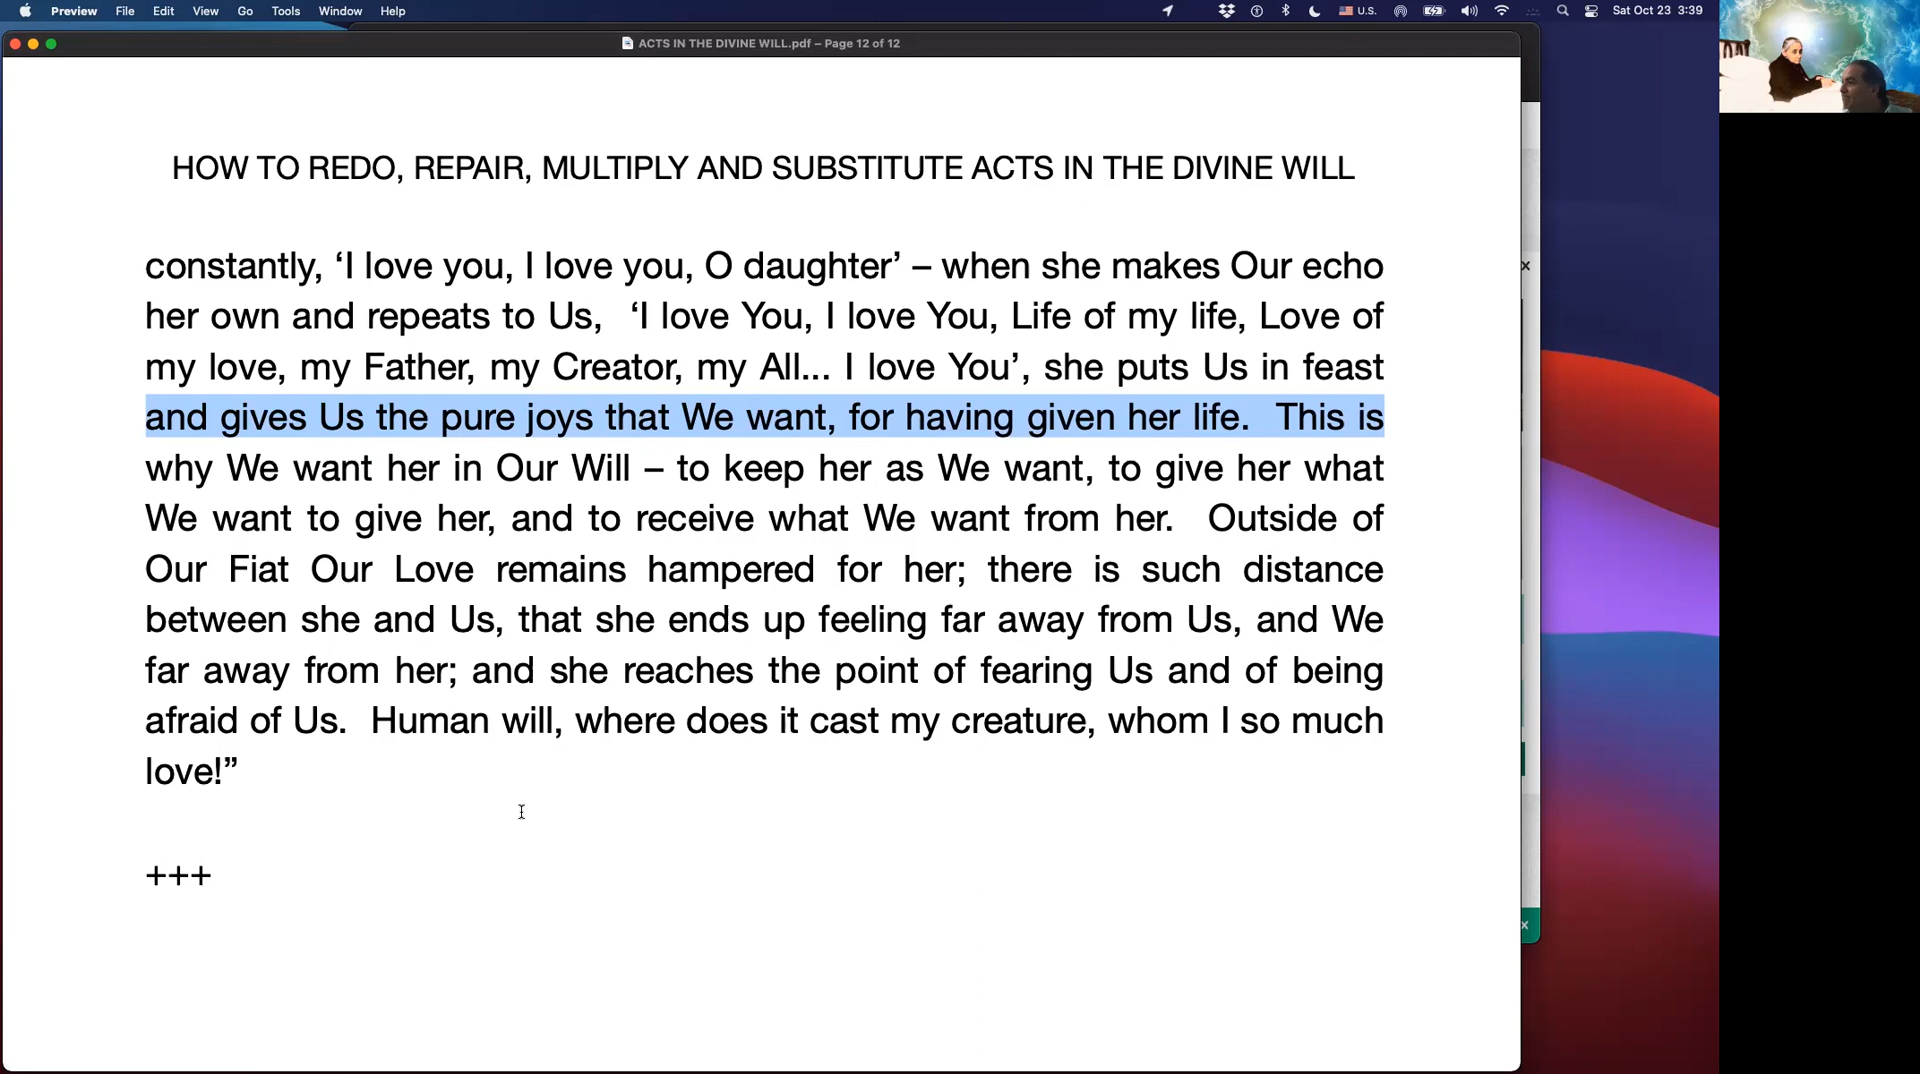 Preview File Edit View Go Tools Window Help U.S. Sat Oct 23 3:39
ACTS IN THE DIVINE WILL.pdf – Page 12 of 12
HOW TO REDO, REPAIR, MULTIPLY AND SUBSTITUTE ACTS IN THE DIVINE WILL
constantly, ‘I love you, I love you, O daughter’ – when she makes Our echo
her own and repeats to Us, ‘I love You, I love You, Life of my life, Love of
my love, my Father, my Creator, my All... I love You’, she puts Us in feast
and gives Us the pure joys that We want, for having given her life. This is
why We want her in Our Will – to keep her as We want, to give her what
We want to give her, and to receive what We want from her. Outside of
Our Fiat Our Love remains hampered for her; there is such distance
between she and Us, that she ends up feeling far away from Us, and We
far away from her; and she reaches the point of fearing Us and of being
afraid of Us. Human will, where does it cast my creature, whom I so much
love!”
+++